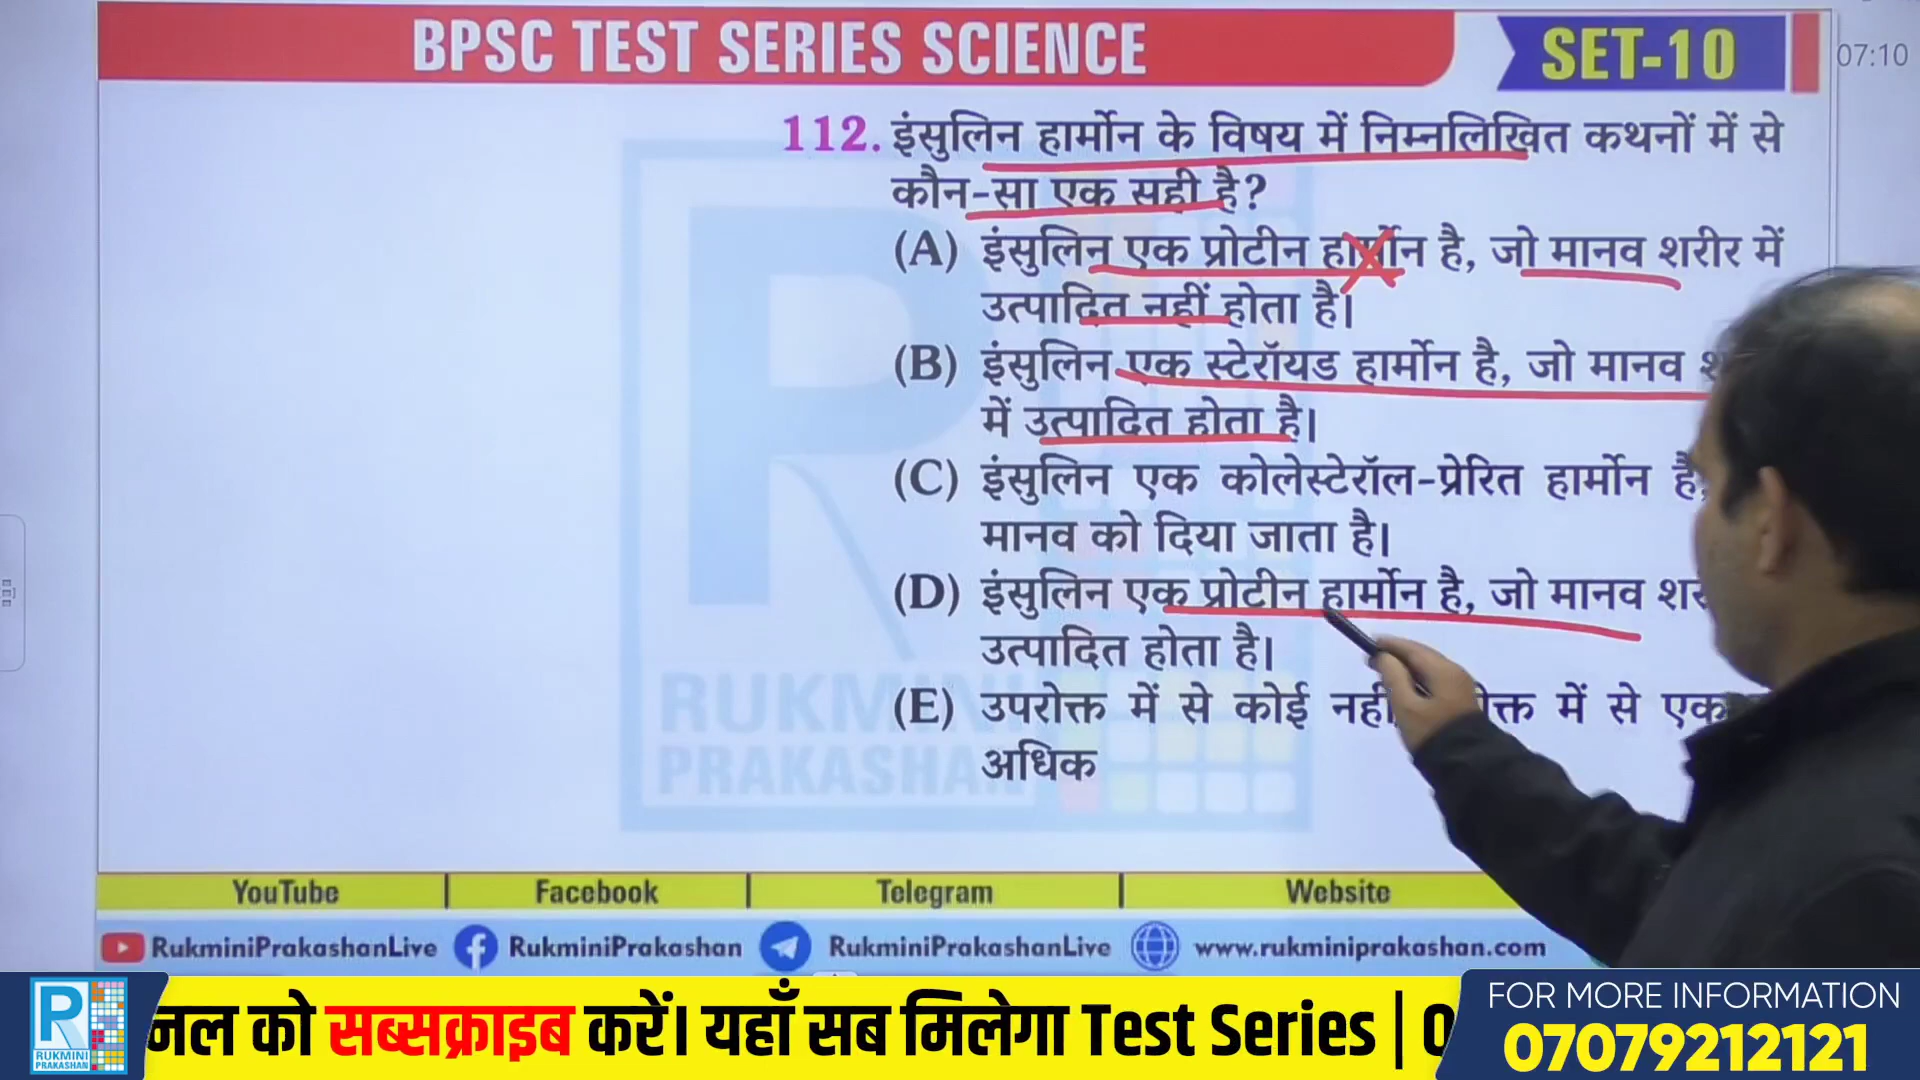 BPSC TEST SERIES SCIENCE
SET-10
07:10
112. इंसुलिन हार्मोन के विषय में निम्नलिखित कथनों में से
कौन-सा एक सही है?
(A) इंसुलिन एक प्रोटीन हार्मोन है, जो मानव शरीर में
उत्पादित नहीं होता है।
(B) इंसुलिन एक स्टेरॉयड हार्मोन है, जो मानव
में उत्पादित होता है।
(C) इंसुलिन एक कोलेस्टेरॉल-प्रेरित हार्मोन है,
मानव को दिया जाता है।
(D) इंसुलिन एक प्रोटीन हार्मोन है, जो मानव
उत्पादित होता है।
(E) उपरोक्त में से कोई नहीं में से एक
अधिक
RUKMINI
PRAKASHAN
YouTube | Facebook | Telegram | Website
RukminiPrakashanLive RukminiPrakashan RukminiPrakashanLive www.rukminiprakashan.com
R
RUKMINI
PRAKASHAN
को सब्सक्राइब करें। यहाँ सब मिलेगा Test Series |
FOR MORE INFORMATION
07079212121